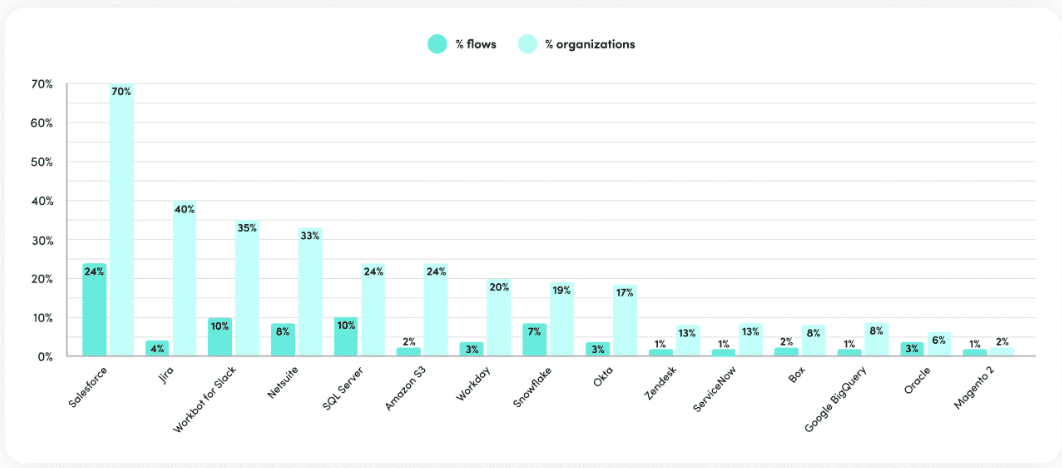 % flows % organizations
70%
60%
50%
40%
30%
20%
10%
0%
24% 70%
4% 40%
10% 35%
8% 33%
10% 24%
2% 24%
3% 20%
7% 19%
3% 17%
1% 13%
1% 13%
2% 8%
1% 8%
3% 6%
1% 2%
Salesforce
Jira
Workbot for Slack
Netsuite
SQL Server
Amazon S3
Workday
Snowflake
Okta
Zendesk
ServiceNow
Box
Google BigQuery
Oracle
Magento 2